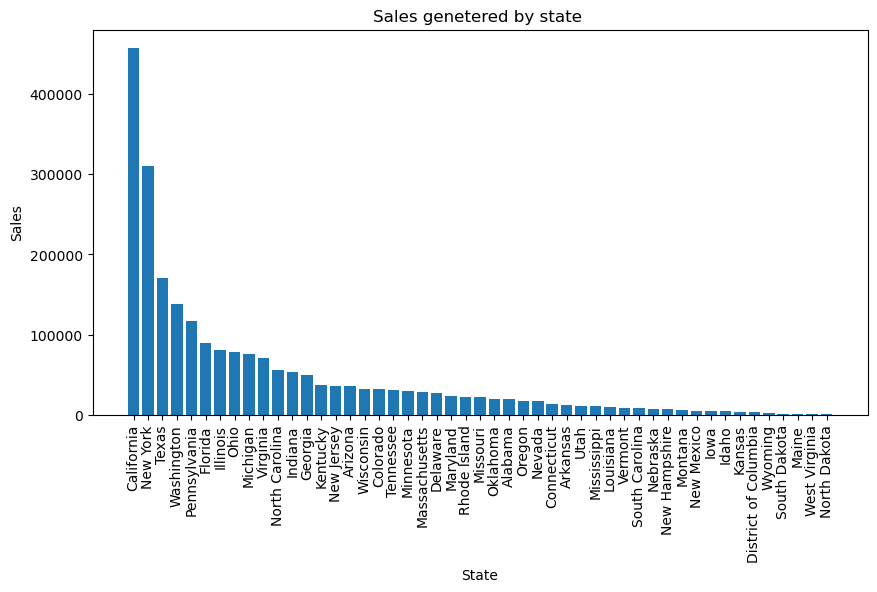 Sales genetered by state
Sales
400000
300000
200000
100000
0
California
New York
Texas
Washington
Pennsylvania
Florida
Illinois
Ohio
Michigan
Virginia
North Carolina
Indiana
Georgia
Kentucky
New Jersey
Arizona
Wisconsin
Colorado
Tennessee
Minnesota
Massachusetts
Delaware
Maryland
Rhode Island
Missouri
Oklahoma
Alabama
Oregon
Nevada
Connecticut
Arkansas
Utah
Mississippi
Louisiana
Vermont
South Carolina
Nebraska
New Hampshire
Montana
New Mexico
Iowa
Idaho
Kansas
District of Columbia
Wyoming
South Dakota
Maine
West Virginia
North Dakota
State